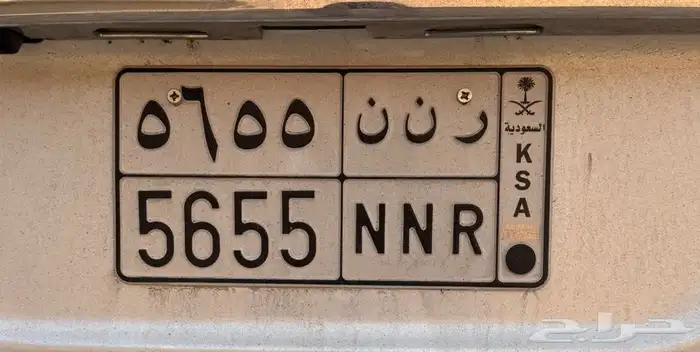 ٥٦٥٥ ر ن ن
5655 NNR
السعودية
K
S
A
حراج